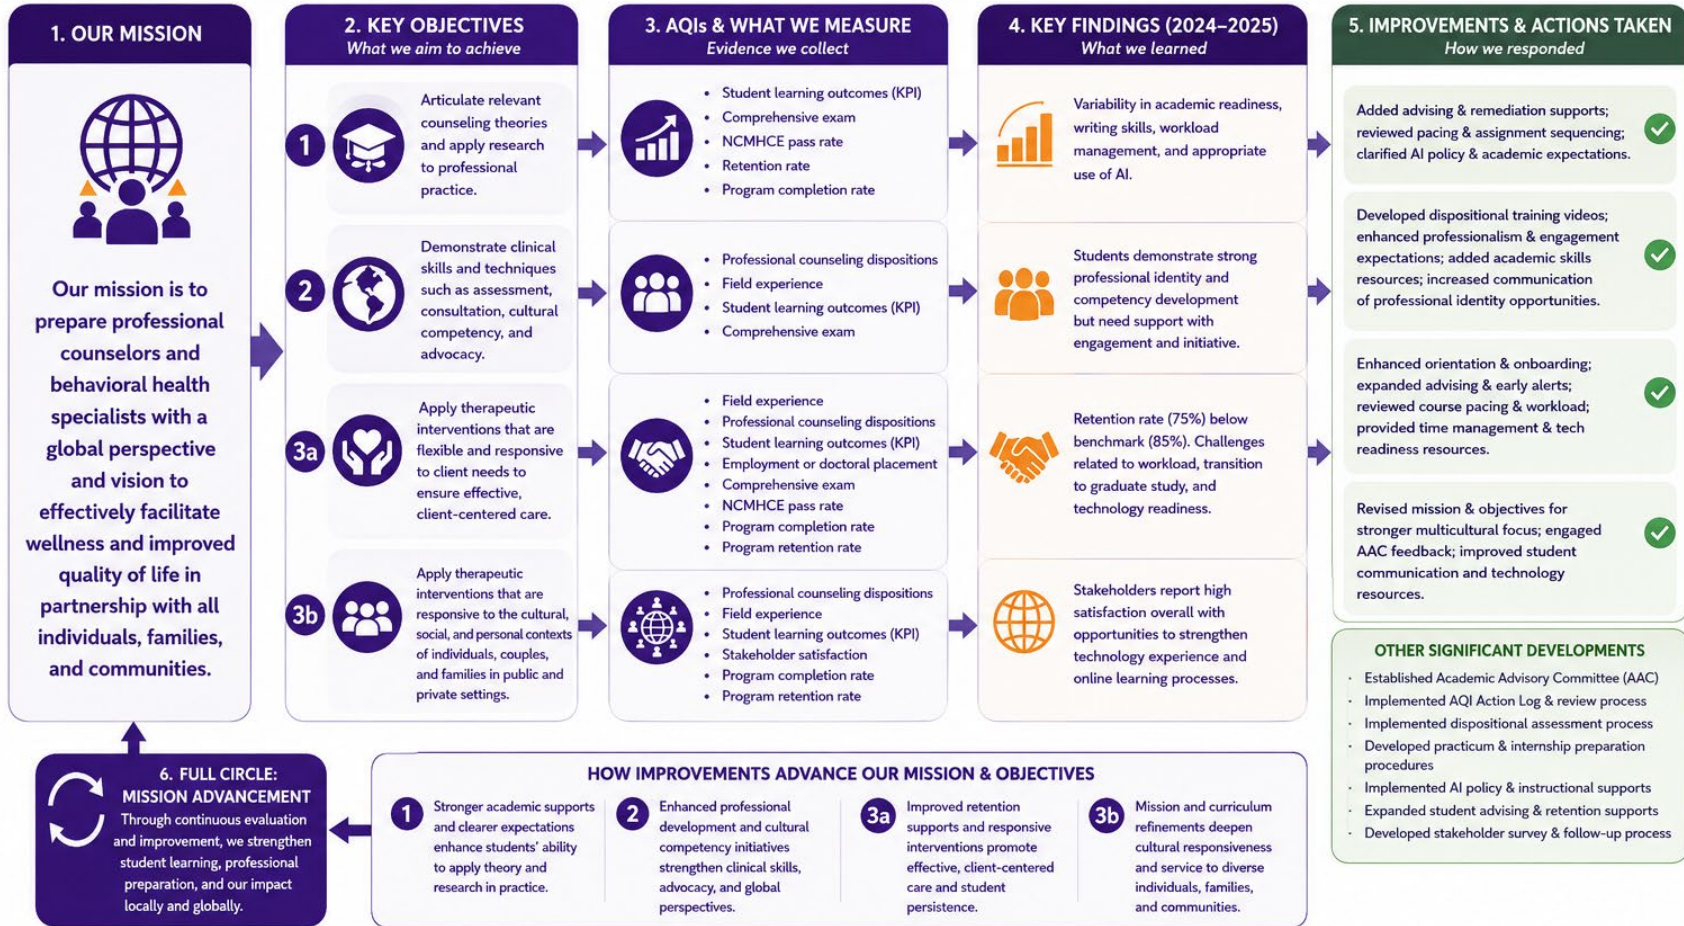 1. OUR MISSION
Our mission is to
prepare professional
counselors and
behavioral health
specialists with a
global perspective
and vision to
effectively facilitate
wellness and improved
quality of life in
partnership with all
individuals, families,
and communities.
2. KEY OBJECTIVES
What we aim to achieve
1
Articulate relevant
counseling theories
and apply research
to professional
practice.
2
Demonstrate clinical
skills and techniques
such as assessment,
consultation, cultural
competency, and
advocacy.
3a
Apply therapeutic
interventions that are
flexible and responsive
to client needs to
ensure effective,
client-centered care.
3b
Apply therapeutic
interventions that are
responsive to the cultural,
social, and personal contexts
of individuals, couples,
and families in public and
private settings.
3. AQIs & WHAT WE MEASURE
Evidence we collect
• Student learning outcomes (KPI)
• Comprehensive exam
• NCMHCE pass rate
• Retention rate
• Program completion rate
• Professional counseling dispositions
• Field experience
• Student learning outcomes (KPI)
• Comprehensive exam
• Field experience
• Professional counseling dispositions
• Student learning outcomes (KPI)
• Employment or doctoral placement
• Comprehensive exam
• NCMHCE pass rate
• Program completion rate
• Program retention rate
• Professional counseling dispositions
• Field experience
• Student learning outcomes (KPI)
• Stakeholder satisfaction
• Program completion rate
• Program retention rate
4. KEY FINDINGS (2024–2025)
What we learned
Variability in academic readiness,
writing skills, workload
management, and appropriate
use of AI.
Students demonstrate strong
professional identity and
competency development
but need support with
engagement and initiative.
Retention rate (75%) below
benchmark (85%). Challenges
related to workload, transition
to graduate study, and
technology readiness.
Stakeholders report high
satisfaction overall with
opportunities to strengthen
technology experience and
online learning processes.
5. IMPROVEMENTS & ACTIONS TAKEN
How we responded
Added advising & remediation supports;
reviewed pacing & assignment sequencing;
clarified AI policy & academic expectations.
Developed dispositional training videos;
enhanced professionalism & engagement
expectations; added academic skills
resources; increased communication
of professional identity opportunities.
Enhanced orientation & onboarding;
expanded advising & early alerts;
reviewed course pacing & workload;
provided time management & tech
readiness resources.
Revised mission & objectives for
stronger multicultural focus; engaged
AAC feedback; improved student
communication and technology
resources.
OTHER SIGNIFICANT DEVELOPMENTS
· Established Academic Advisory Committee (AAC)
· Implemented AQI Action Log & review process
· Implemented dispositional assessment process
· Developed practicum & internship preparation
procedures
· Implemented AI policy & instructional supports
· Expanded student advising & retention supports
· Developed stakeholder survey & follow-up process
6. FULL CIRCLE:
MISSION ADVANCEMENT
Through continuous evaluation
and improvement, we strengthen
student learning, professional
preparation, and our impact
locally and globally.
HOW IMPROVEMENTS ADVANCE OUR MISSION & OBJECTIVES
1
Stronger academic supports
and clearer expectations
enhance students' ability
to apply theory and
research in practice.
2
Enhanced professional
development and cultural
competency initiatives
strengthen clinical skills,
advocacy, and global
perspectives.
3a
Improved retention
supports and responsive
interventions promote
effective, client-centered
care and student
persistence.
3b
Mission and curriculum
refinements deepen
cultural responsiveness
and service to diverse
individuals, families,
and communities.